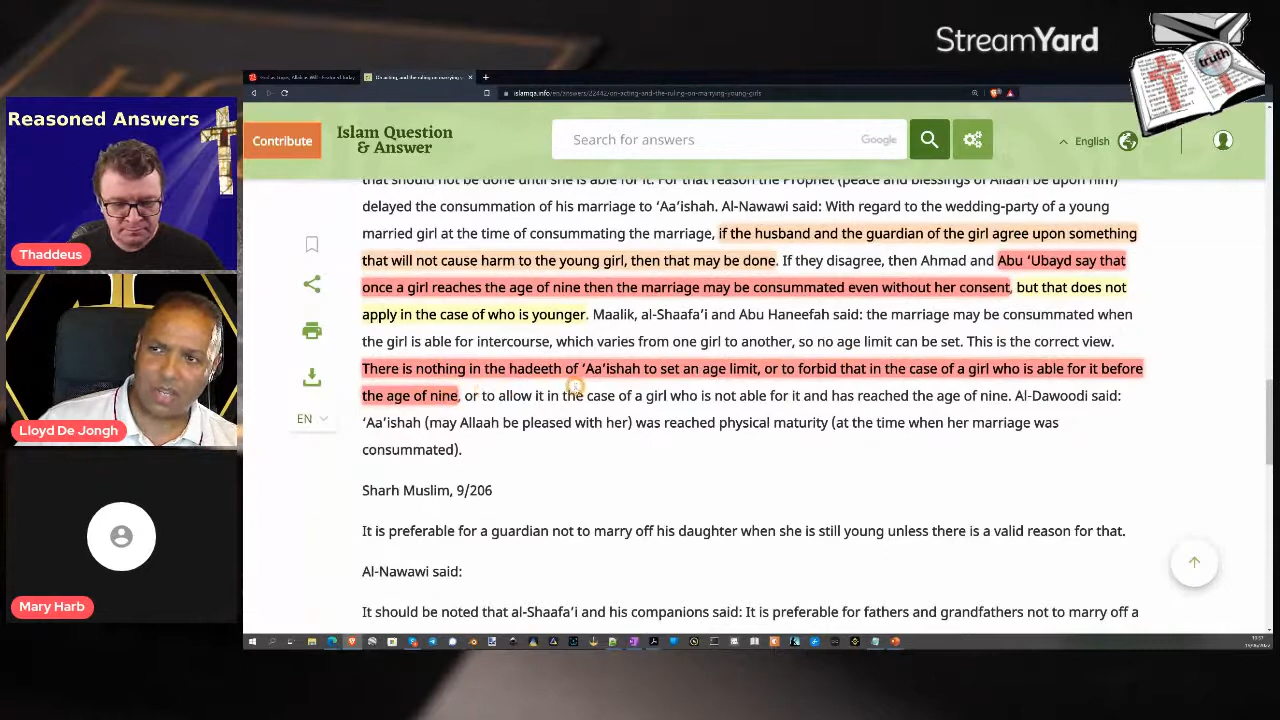 StreamYard
truth
Reasoned Answers
Thaddeus
Lloyd De Jongh
Mary Harb
islamqa.info/en/answers/22442/on-acting-and-the-ruling-on-marrying-young-girls
Contribute
Islam Question
& Answer
Search for answers
Google
English
EN
that should not be done until she is able for it. For that reason the Prophet (peace and blessings of Allaah be upon him)
delayed the consummation of his marriage to ‘Aa’ishah. Al-Nawawi said: With regard to the wedding-party of a young
married girl at the time of consummating the marriage, if the husband and the guardian of the girl agree upon something
that will not cause harm to the young girl, then that may be done. If they disagree, then Ahmad and Abu ‘Ubayd say that
once a girl reaches the age of nine then the marriage may be consummated even without her consent, but that does not
apply in the case of who is younger. Maalik, al-Shaafa’i and Abu Haneefah said: the marriage may be consummated when
the girl is able for intercourse, which varies from one girl to another, so no age limit can be set. This is the correct view.
There is nothing in the hadeeth of ‘Aa’ishah to set an age limit, or to forbid that in the case of a girl who is able for it before
the age of nine, or to allow it in the case of a girl who is not able for it and has reached the age of nine. Al-Dawoodi said:
‘Aa’ishah (may Allaah be pleased with her) was reached physical maturity (at the time when her marriage was
consummated).
Sharh Muslim, 9/206
It is preferable for a guardian not to marry off his daughter when she is still young unless there is a valid reason for that.
Al-Nawawi said:
It should be noted that al-Shaafa’i and his companions said: It is preferable for fathers and grandfathers not to marry off a